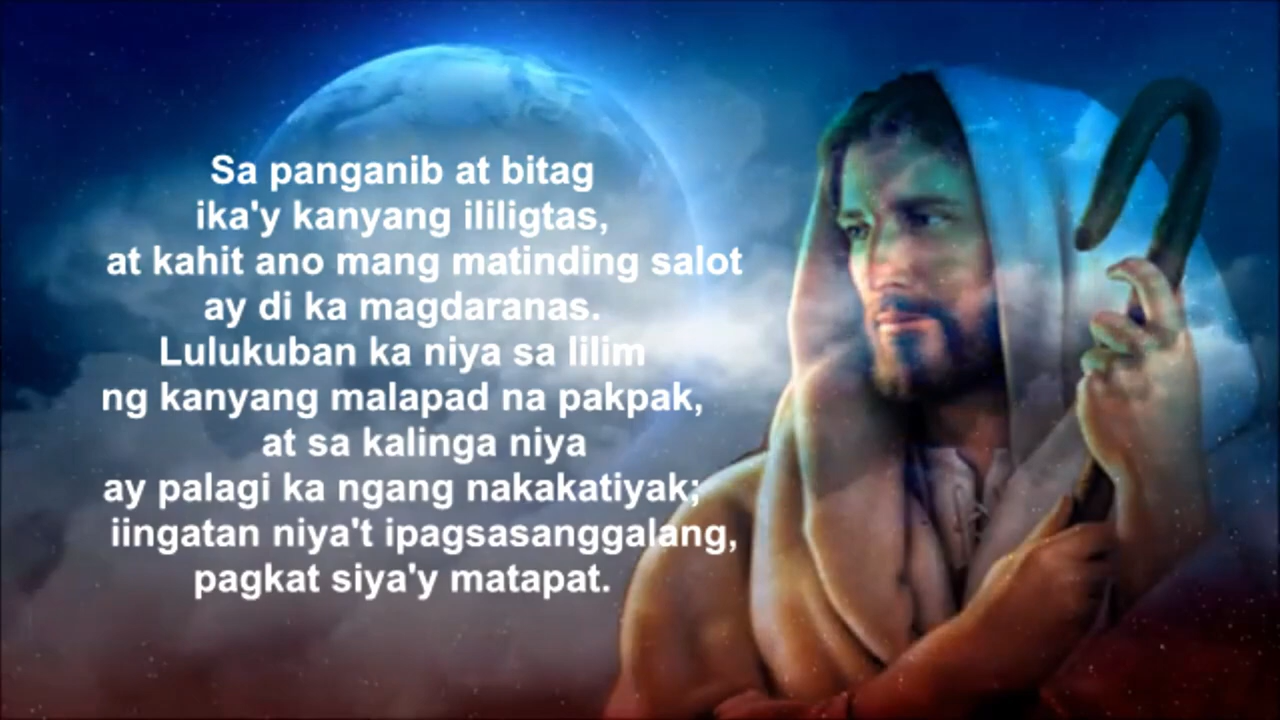 Sa panganib at bitag
ika'y kanyang ililigtas,
at kahit ano mang matinding salot
ay di ka magdaranas.
Lulukuban ka niya sa lilim
ng kanyang malapad na pakpak,
at sa kalinga niya
ay palagi ka ngang nakakatiyak;
iingatan niya't ipagsasanggalang,
pagkat siya'y matapat.